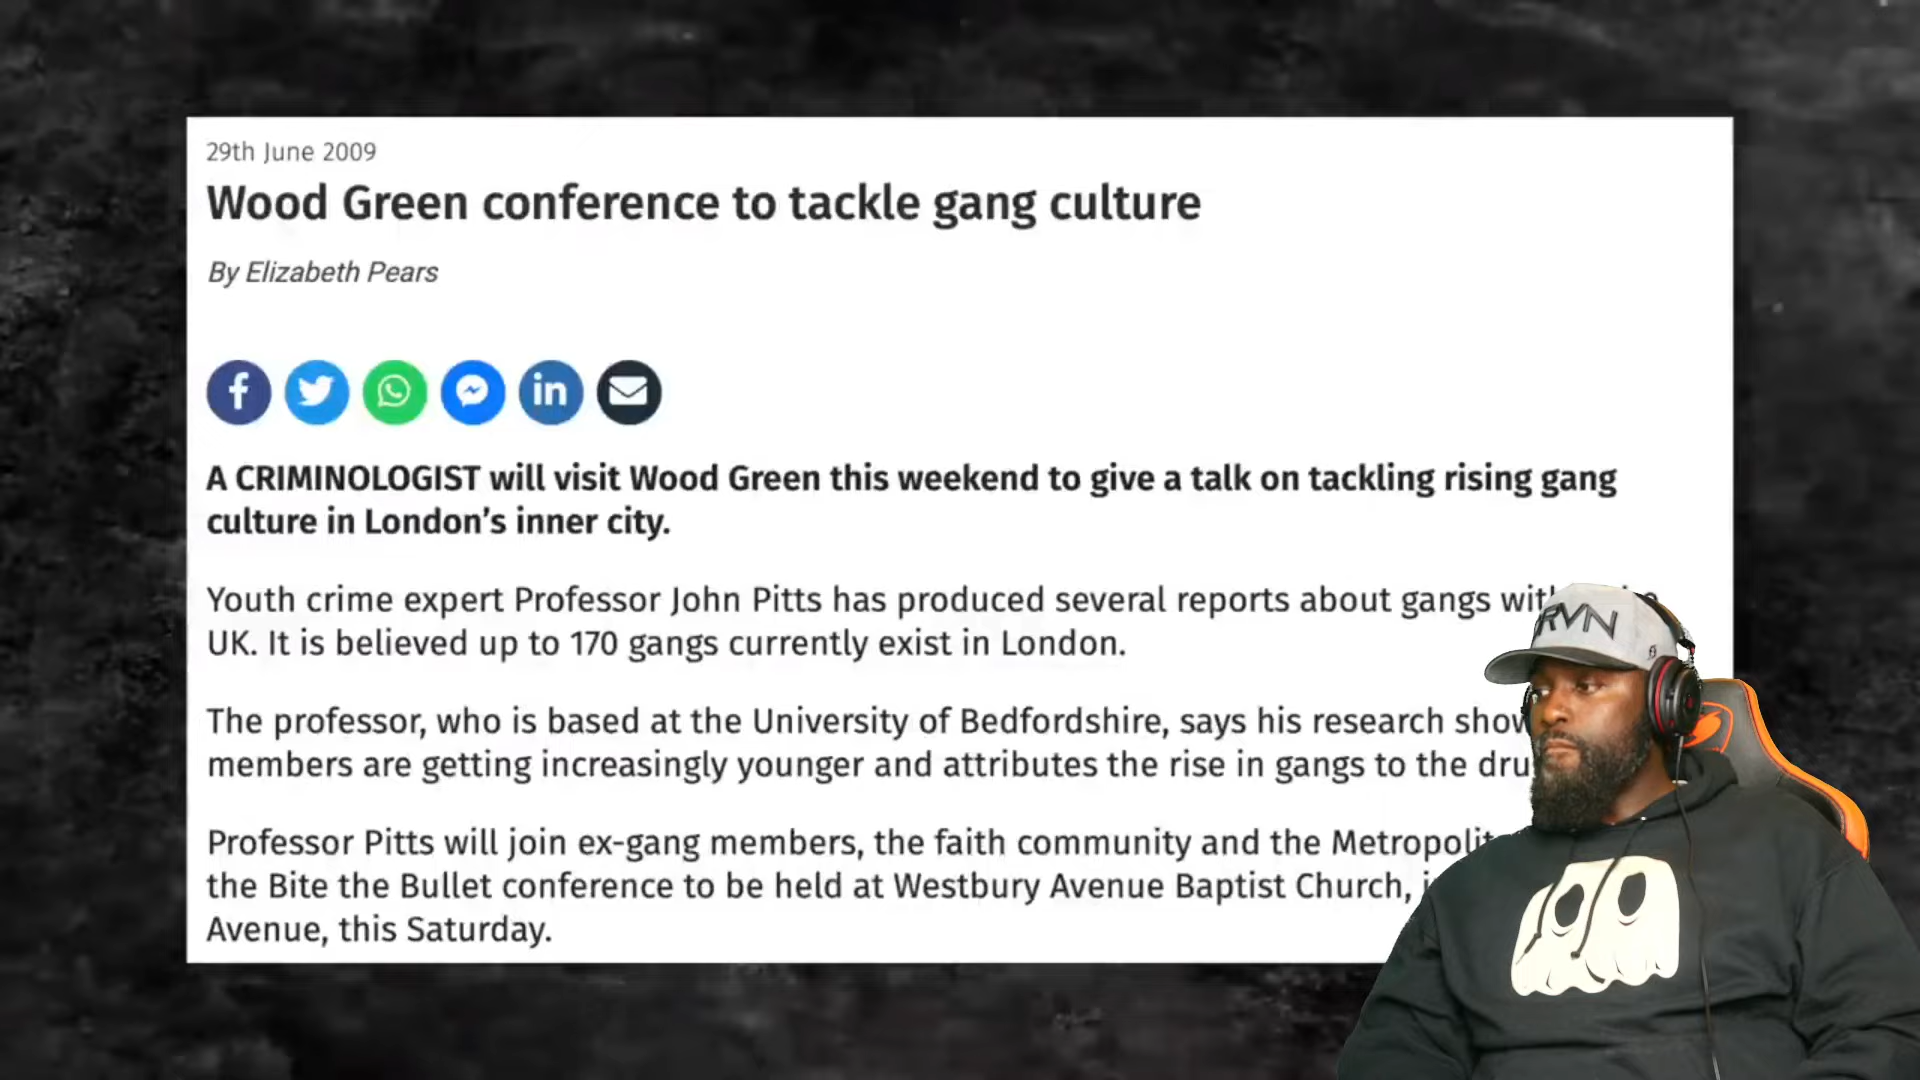 29th June 2009
Wood Green conference to tackle gang culture
By Elizabeth Pears
A CRIMINOLOGIST will visit Wood Green this weekend to give a talk on tackling rising gang
culture in London's inner city.
Youth crime expert Professor John Pitts has produced several reports about gangs
UK. It is believed up to 170 gangs currently exist in London.
The professor, who is based at the University of Bedfordshire, says his research
members are getting increasingly younger and attributes the rise in gangs to the
Professor Pitts will join ex-gang members, the faith community and the
the Bite the Bullet conference to be held at Westbury Avenue Baptist Church,
Avenue, this Saturday.